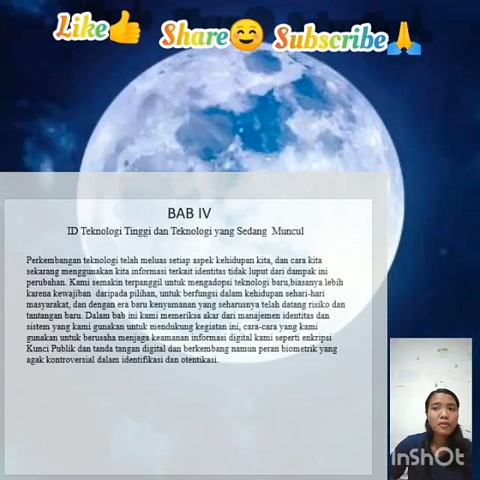 Like👍 Share😊 Subscribe🙏
BAB IV
ID Teknologi Tinggi dan Teknologi yang Sedang Muncul
Perkembangan teknologi telah meluas setiap aspek kehidupan kita, dan cara kita
sekarang menggunakan kita informasi terkait identitas tidak luput dari dampak ini
perubahan. Kami semakin terpanggil untuk mengadopsi teknologi baru,biasanya lebih
karena kewajiban daripada pilihan, untuk berfungsi dalam kehidupan sehari-hari
masyarakat, dan dengan era baru kenyamanan yang seharusnya telah datang risiko dan
tantangan baru. Dalam bab ini kami memeriksa akar dari manajemen identitas dan
sistem yang kami gunakan untuk mendukung kegiatan ini, cara-cara yang kami
gunakan untuk berusaha menjaga keamanan informasi digital kami seperti enkripsi
Kunci Publik dan tanda tangan digital dan berkembang namun peran biometrik yang
agak kontroversial dalam identifikasi dan otentikasi.
InShOt